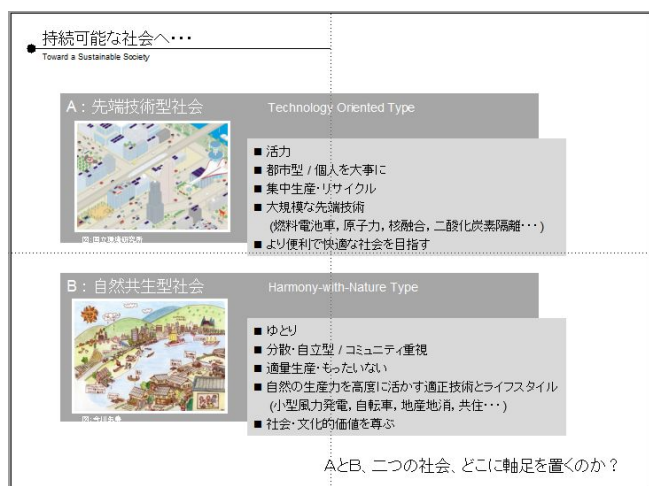 持続可能な社会へ・・・
Toward a Sustainable Society
A：先端技術型社会 Technology Oriented Type
■ 活力
■ 都市型 / 個人を大事に
■ 集中生産・リサイクル
■ 大規模な先端技術
(燃料電池車, 原子力, 核融合, 二酸化炭素隔離・・・)
■ より便利で快適な社会を目指す
図:国立環境研究所
B：自然共生型社会 Harmony-with-Nature Type
■ ゆとり
■ 分散・自立型 / コミュニティ重視
■ 適量生産・もったいない
■ 自然の生産力を高度に活かす適正技術とライフスタイル
(小型風力発電, 自転車, 地産地消, 共住・・・)
■ 社会・文化的価値を尊ぶ
AとB、二つの社会、どこに軸足を置くのか？